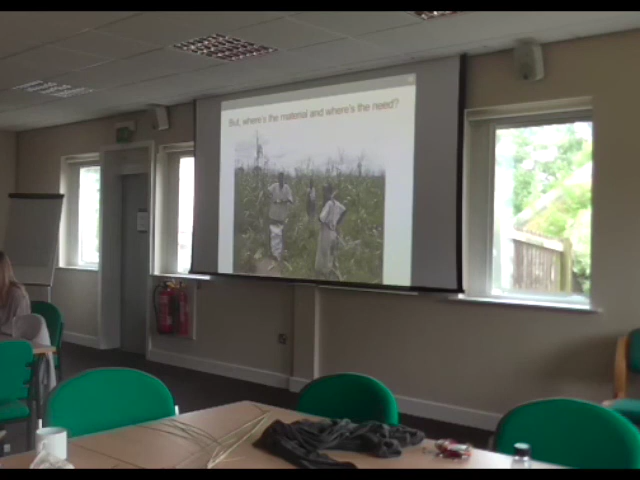 But, where's the material and where's the need?